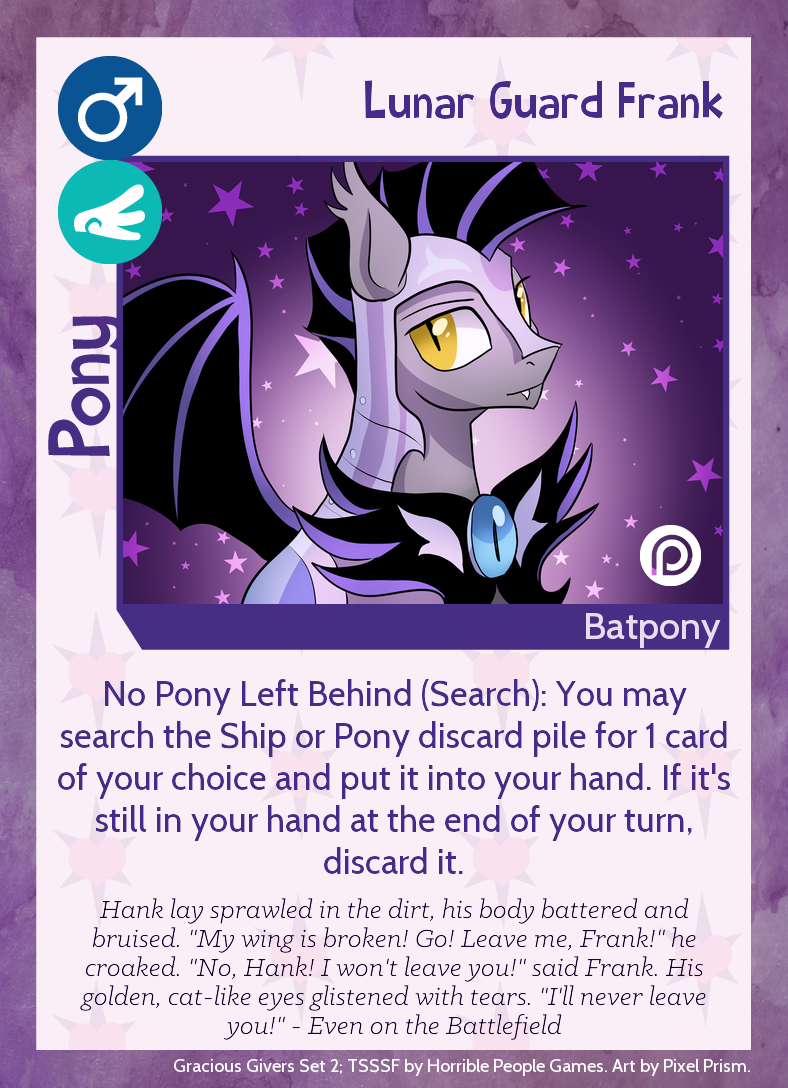 Lunar Guard Frank
Pony
Batpony
No Pony Left Behind (Search): You may
search the Ship or Pony discard pile for 1 card
of your choice and put it into your hand. If it's
still in your hand at the end of your turn,
discard it.
Hank lay sprawled in the dirt, his body battered and
bruised. "My wing is broken! Go! Leave me, Frank!" he
croaked. "No, Hank! I won't leave you!" said Frank. His
golden, cat-like eyes glistened with tears. "I'll never leave
you!" - Even on the Battlefield
Gracious Givers Set 2; TSSSF by Horrible People Games. Art by Pixel Prism.